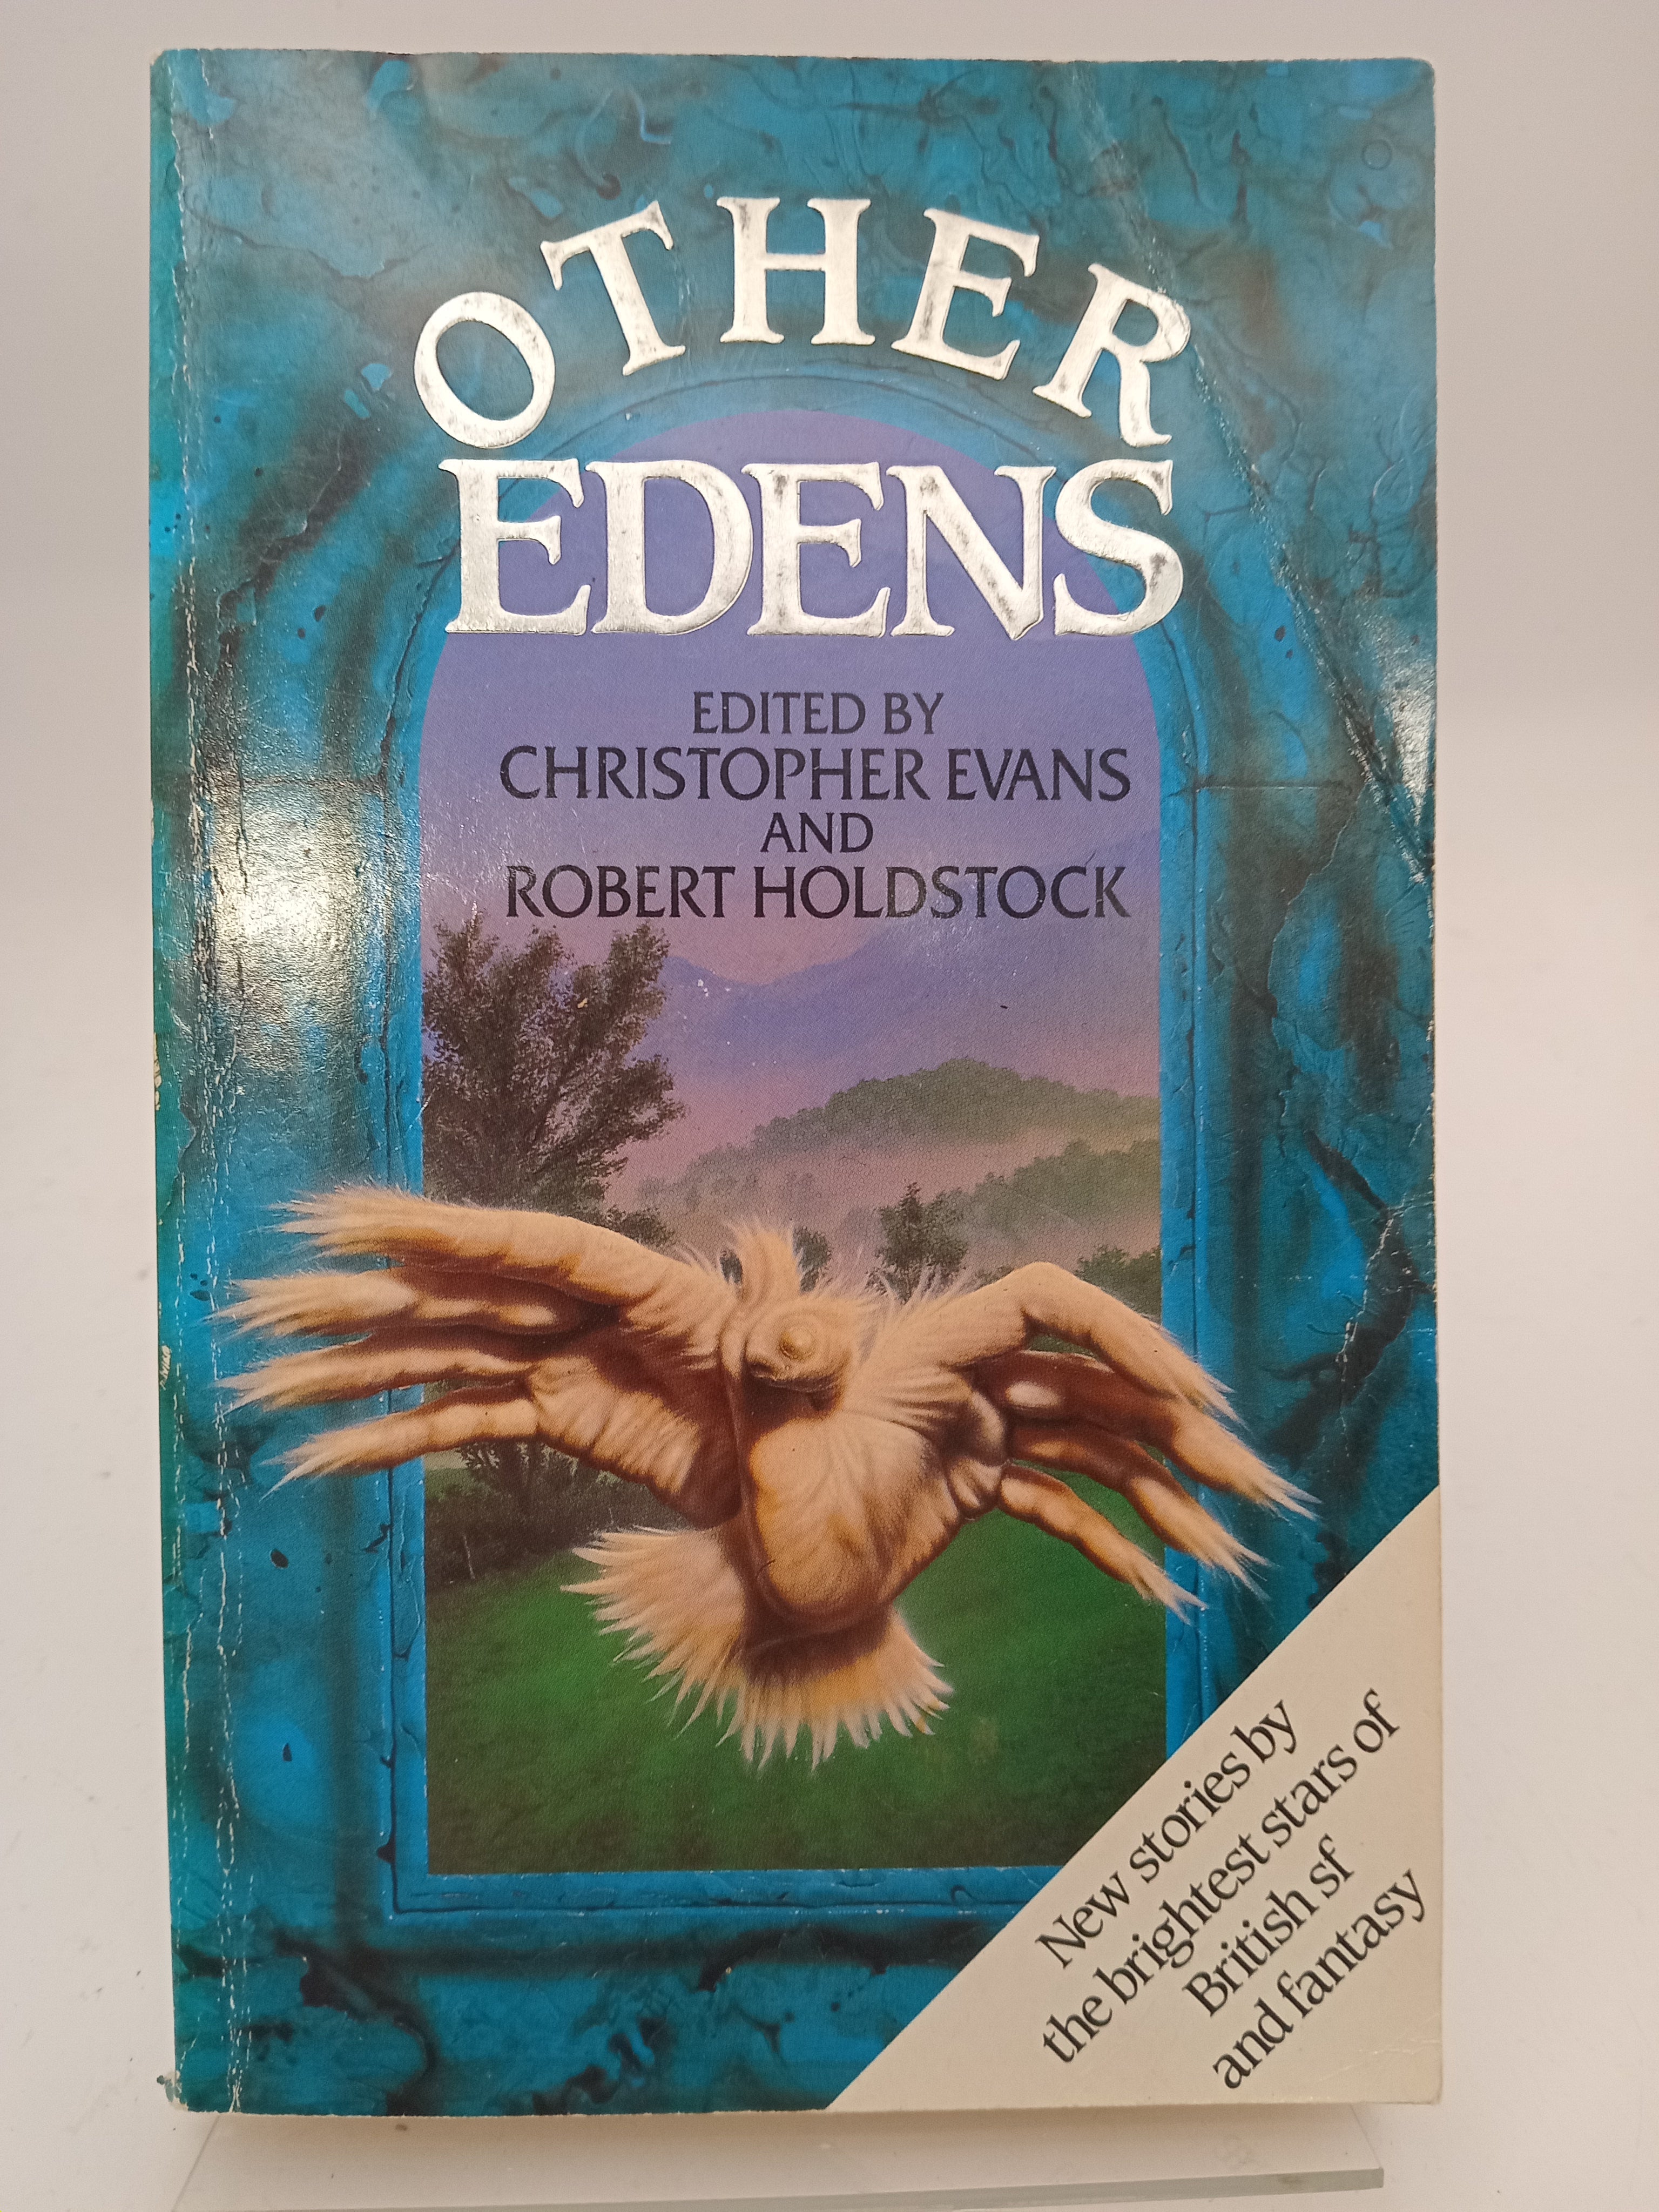 OTHER
EDENS
EDITED BY
CHRISTOPHER EVANS
AND
ROBERT HOLDSTOCK
New stories by
the brightest stars of
British sf
and fantasy